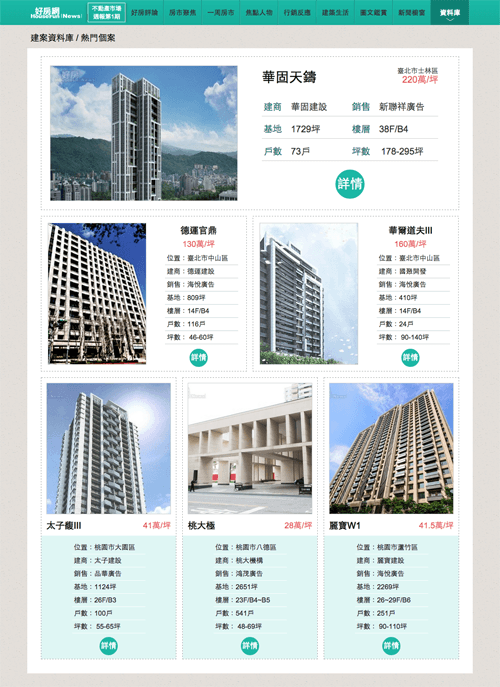 好房網
HouseFun News
不動產市場
週報第1期
好房評論 房市聚焦 一周房市 焦點人物 行銷反應 建築生活 圖文鑑賞 新聞櫥窗 資料庫
建案資料庫 / 熱門個案
華固天鑄
臺北市士林區
220萬/坪
建商 華固建設 銷售 新聯祥廣告
基地 1729坪 樓層 38F/B4
戶數 73戶 坪數 178-295坪
詳情
德運官鼎
130萬/坪
位置：臺北市中山區
建商：德運建設
銷售：海悅廣告
基地：809坪
樓層：14F/B4
戶數：116戶
坪數： 46-60坪
詳情
華爾道夫III
160萬/坪
位置：臺北市中山區
建商：國雅開發
銷售：海悅廣告
基地：410坪
樓層：14F/B4
戶數：24戶
坪數： 90-140坪
詳情
太子馥III 41萬/坪
位置：桃園市大園區
建商：太子建設
銷售：品華廣告
基地：1124坪
樓層：26F/B3
戶數：100戶
坪數： 55-65坪
詳情
桃大極 28萬/坪
位置：桃園市八德區
建商：桃大機構
銷售：鴻茂廣告
基地：2651坪
樓層：23F/B4~B5
戶數：541戶
坪數： 48-69坪
詳情
麗寶W1 41.5萬/坪
位置：桃園市蘆竹區
建商：麗寶建設
銷售：海悅廣告
基地：2269坪
樓層：26~29F/B6
戶數：251戶
坪數： 90-110坪
詳情